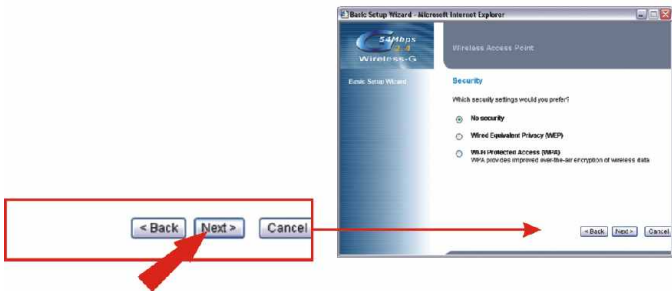 Basic Setup Wizard - Microsoft Internet Explorer
54Mbps
2.4
Wireless-G
Wireless Access Point
Basic Setup Wizard
Security
Which security settings would you prefer?
No security
Wired Equivalent Privacy (WEP)
Wi-Fi Protected Access (WPA)
WPA provides improved over-the-air encryption of wireless data
< Back Next > Cancel
< Back Next > Cancel